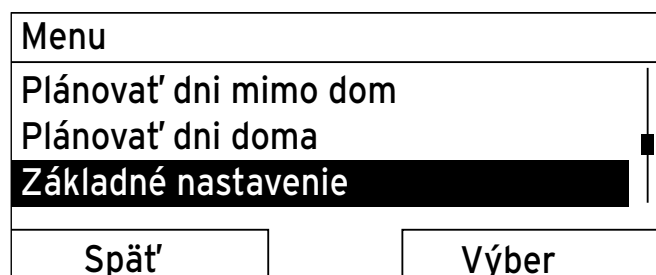 Menu
Plánovať dni mimo dom
Plánovať dni doma
Základné nastavenie
Späť
Výber